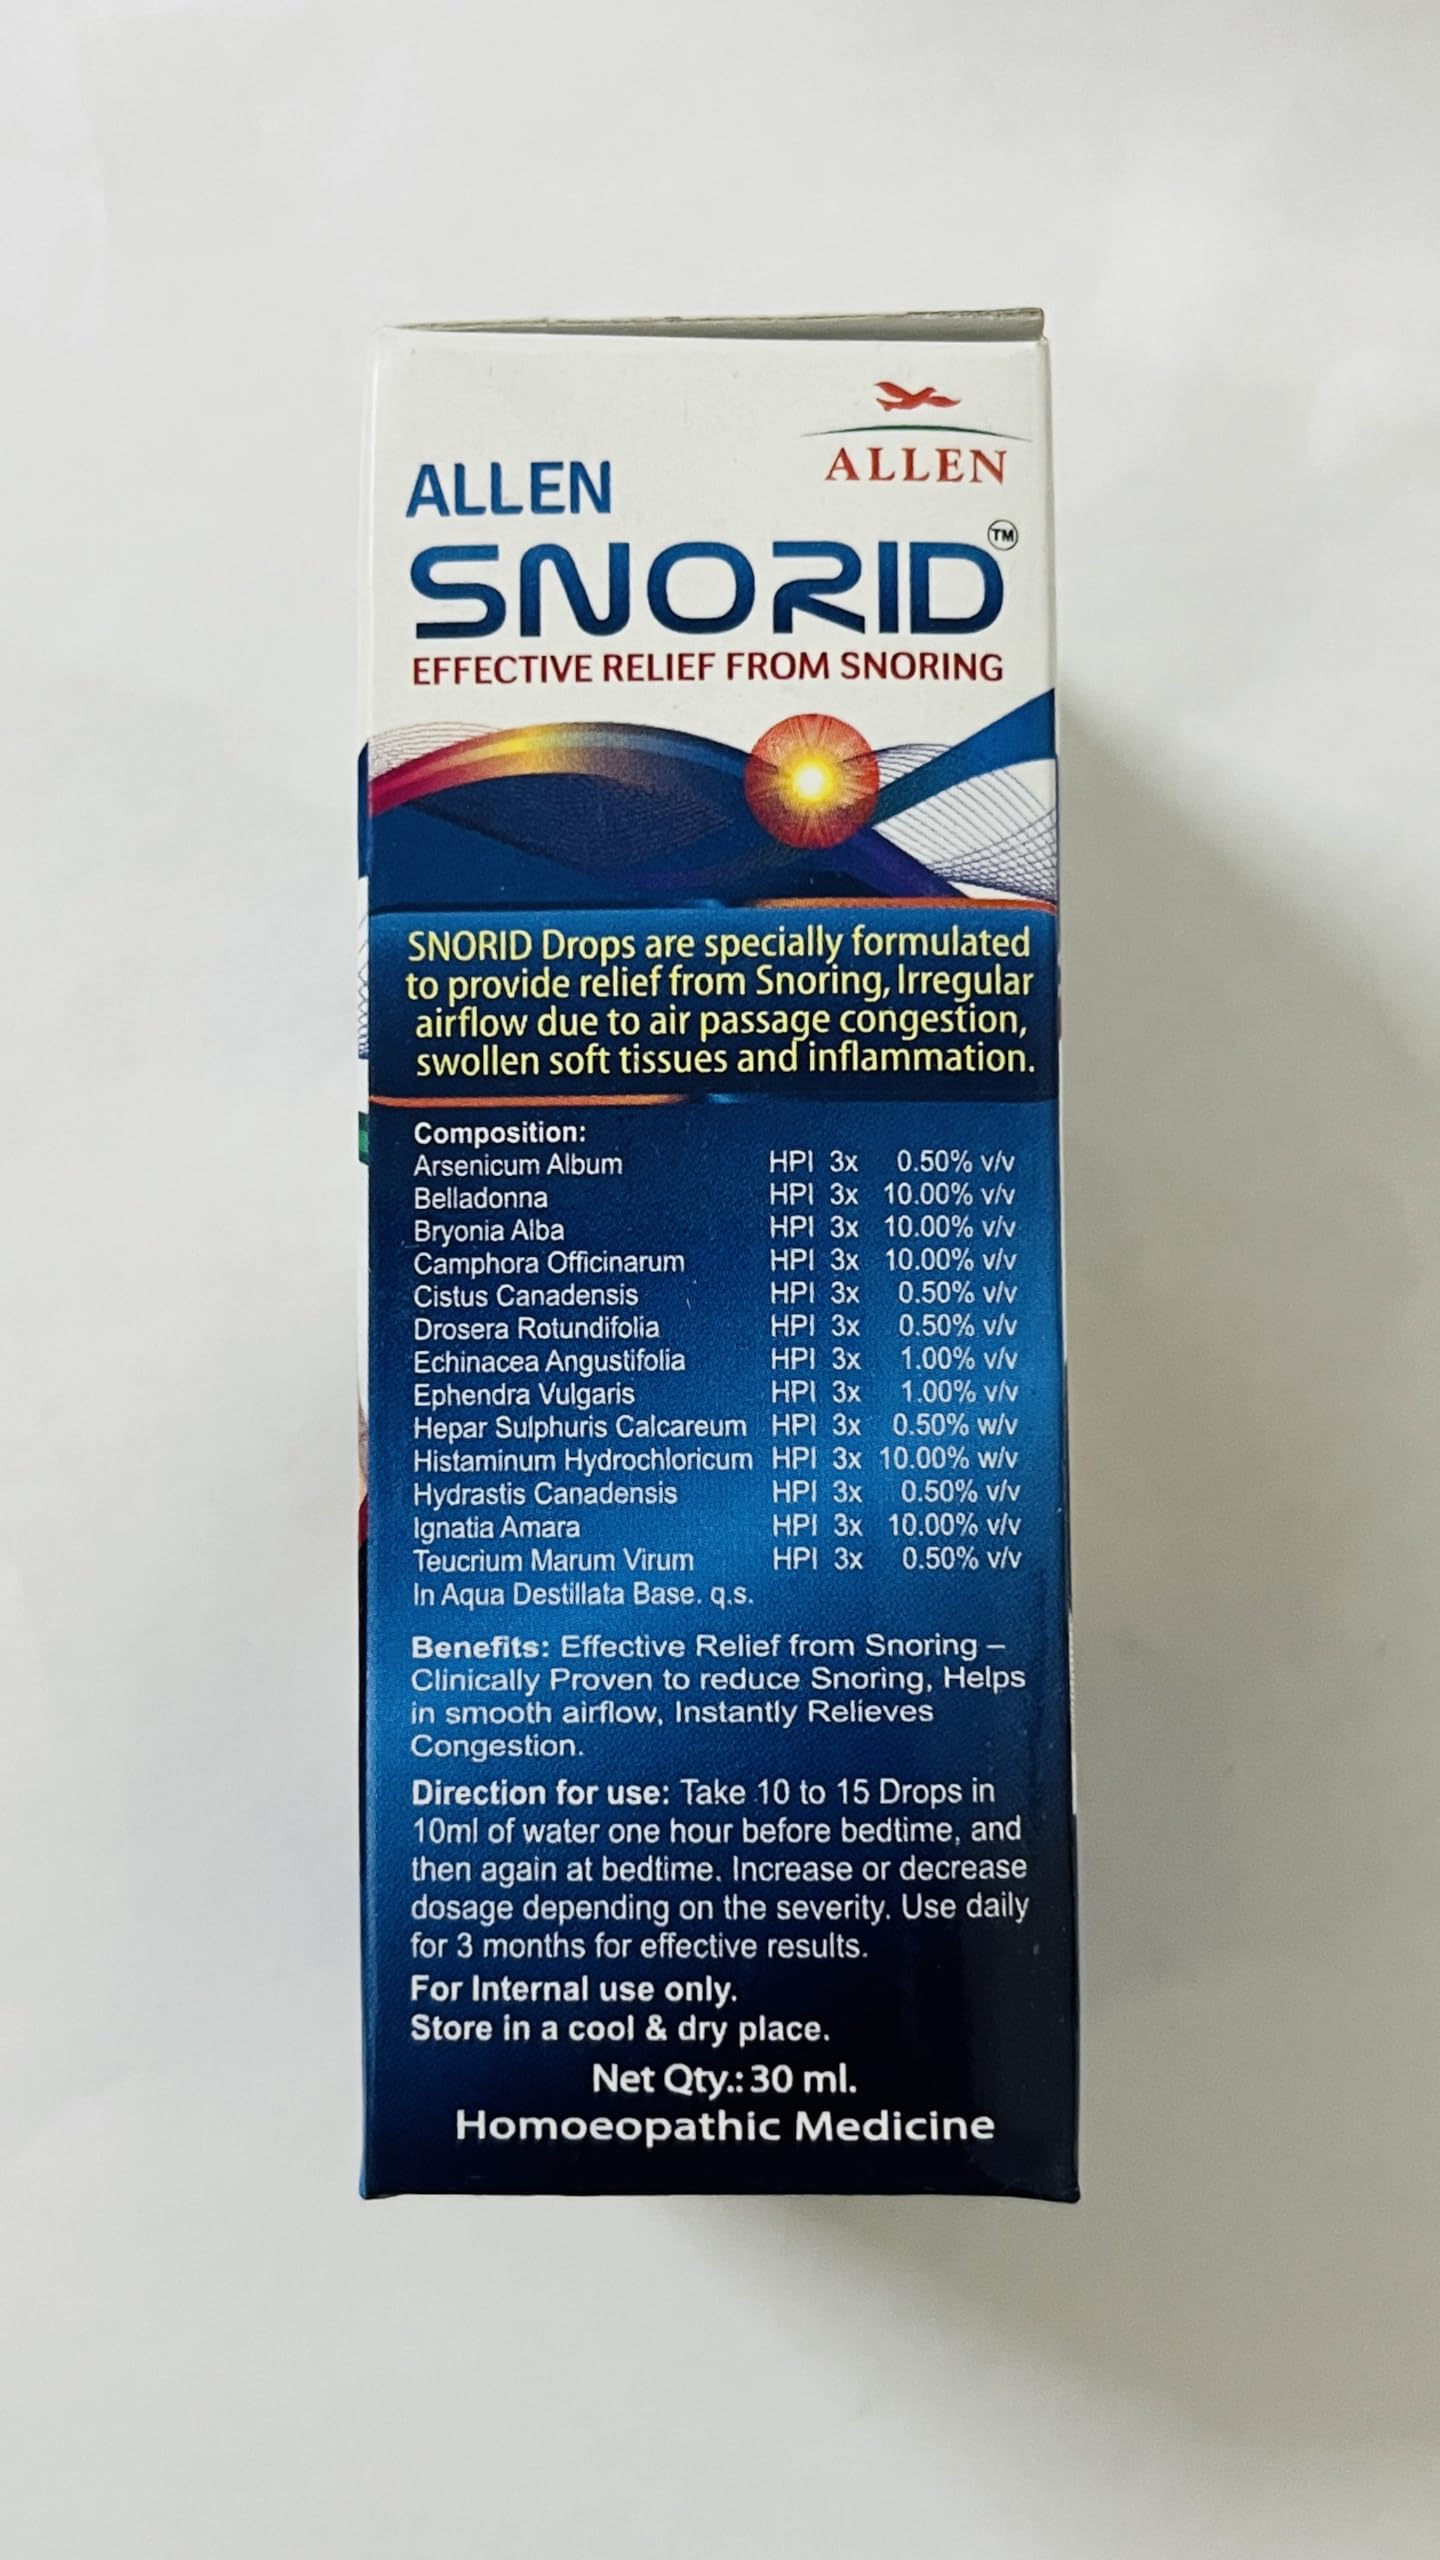 ALLEN
ALLEN
SNORID™
EFFECTIVE RELIEF FROM SNORING
SNORID Drops are specially formulated
to provide relief from Snoring, Irregular
airflow due to air passage congestion,
swollen soft tissues and inflammation.
Composition:
Arsenicum Album HPI 3x 0.50% v/v
Belladonna HPI 3x 10.00% v/v
Bryonia Alba HPI 3x 10.00% v/v
Camphora Officinarum HPI 3x 10.00% v/v
Cistus Canadensis HPI 3x 0.50% v/v
Drosera Rotundifolia HPI 3x 0.50% v/v
Echinacea Angustifolia HPI 3x 1.00% v/v
Ephendra Vulgaris HPI 3x 1.00% v/v
Hepar Sulphuris Calcareum HPI 3x 0.50% w/v
Histaminum Hydrochloricum HPI 3x 10.00% w/v
Hydrastis Canadensis HPI 3x 0.50% v/v
Ignatia Amara HPI 3x 10.00% v/v
Teucrium Marum Virum HPI 3x 0.50% v/v
In Aqua Destillata Base. q.s.
Benefits: Effective Relief from Snoring –
Clinically Proven to reduce Snoring, Helps
in smooth airflow, Instantly Relieves
Congestion.
Direction for use: Take 10 to 15 Drops in
10ml of water one hour before bedtime, and
then again at bedtime. Increase or decrease
dosage depending on the severity. Use daily
for 3 months for effective results.
For Internal use only.
Store in a cool & dry place.
Net Qty.: 30 ml.
Homoeopathic Medicine